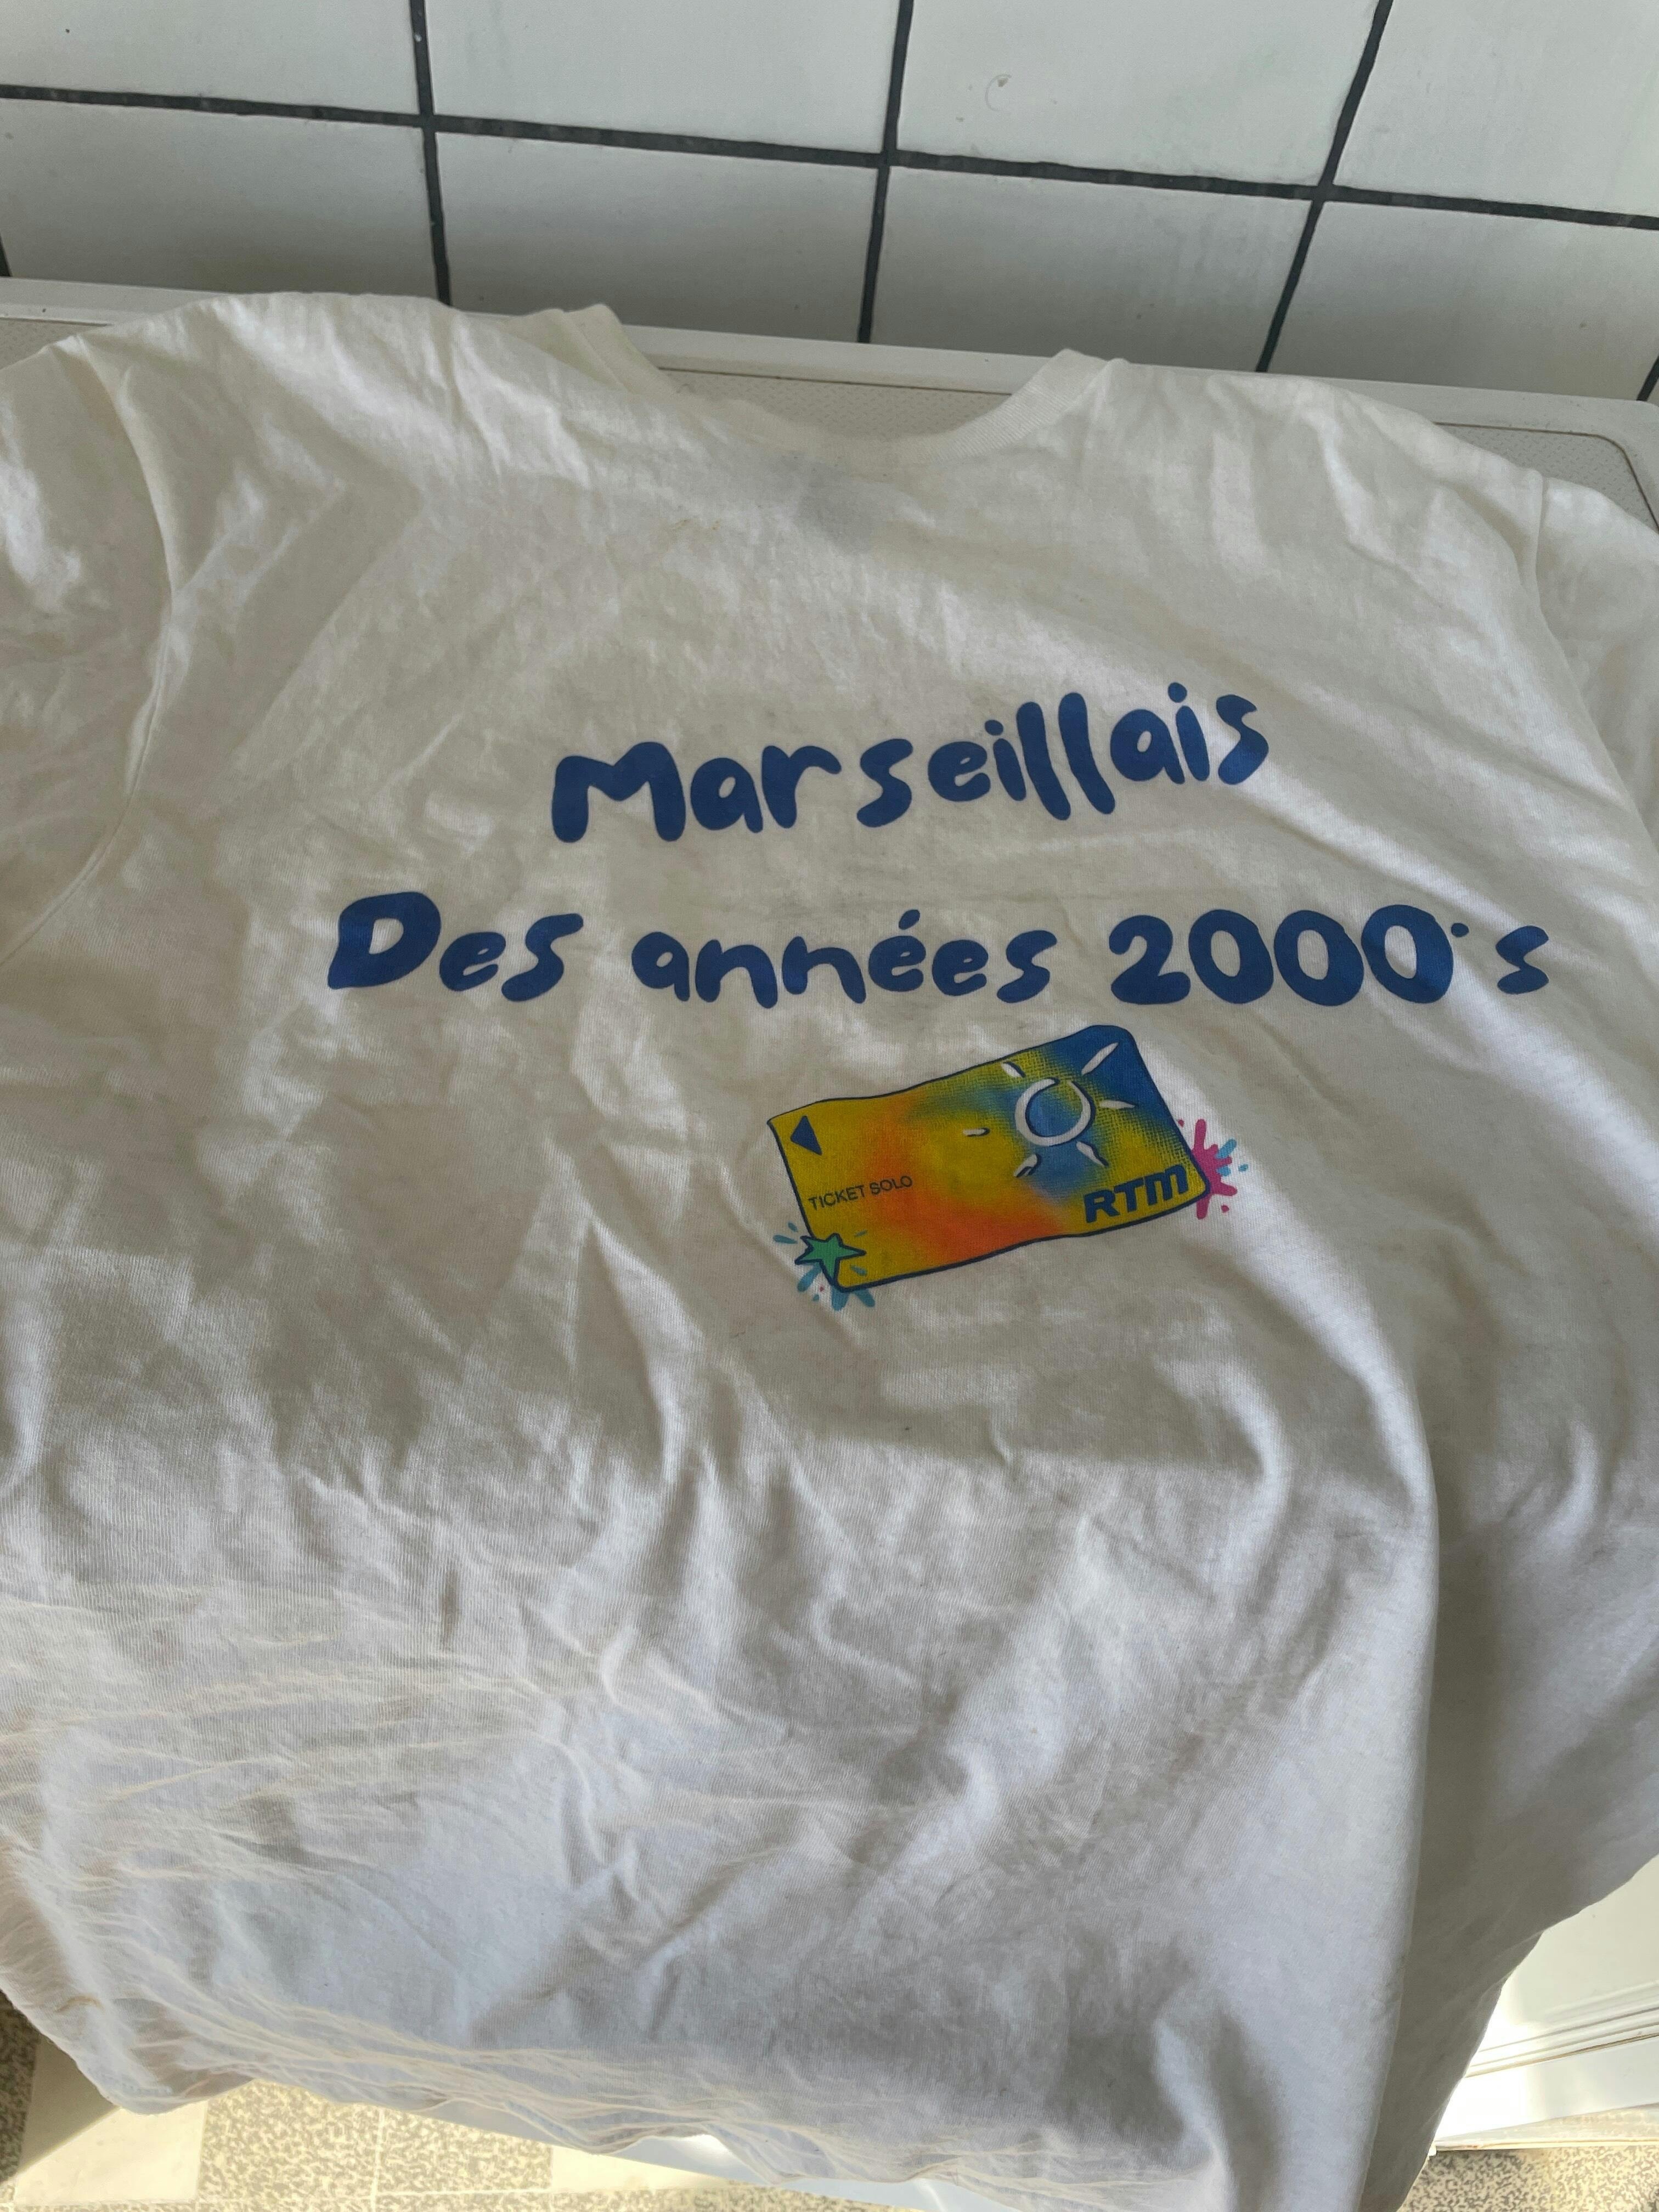 Marseillais
Des années 2000's
TICKET SOLO
RTM